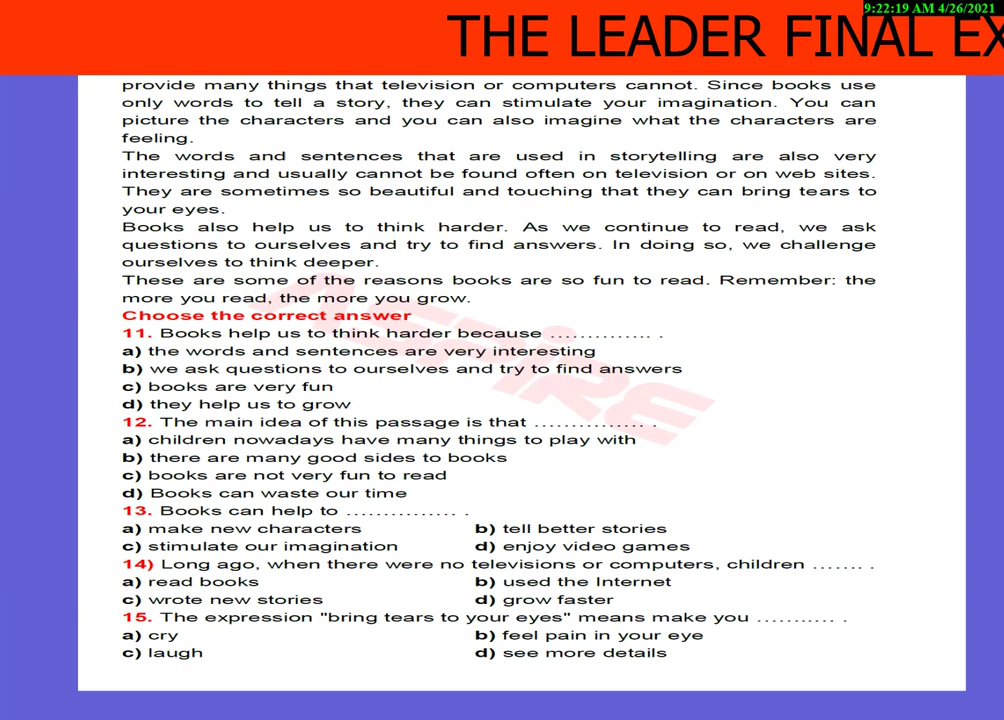 9:22:19 AM 4/26/2021
THE LEADER FINAL EX
provide many things that television or computers cannot. Since books use
only words to tell a story, they can stimulate your imagination. You can
picture the characters and you can also imagine what the characters are
feeling.
The words and sentences that are used in storytelling are also very
interesting and usually cannot be found often on television or on web sites.
They are sometimes so beautiful and touching that they can bring tears to
your eyes.
Books also help us to think harder. As we continue to read, we ask
questions to ourselves and try to find answers. In doing so, we challenge
ourselves to think deeper.
These are some of the reasons books are so fun to read. Remember: the
more you read, the more you grow.
Choose the correct answer
11. Books help us to think harder because .............. .
a) the words and sentences are very interesting
b) we ask questions to ourselves and try to find answers
c) books are very fun
d) they help us to grow
12. The main idea of this passage is that ............... .
a) children nowadays have many things to play with
b) there are many good sides to books
c) books are not very fun to read
d) Books can waste our time
13. Books can help to ............... .
a) make new characters b) tell better stories
c) stimulate our imagination d) enjoy video games
14) Long ago, when there were no televisions or computers, children ....... .
a) read books b) used the Internet
c) wrote new stories d) grow faster
15. The expression "bring tears to your eyes" means make you ........... .
a) cry b) feel pain in your eye
c) laugh d) see more details
ASPIRE